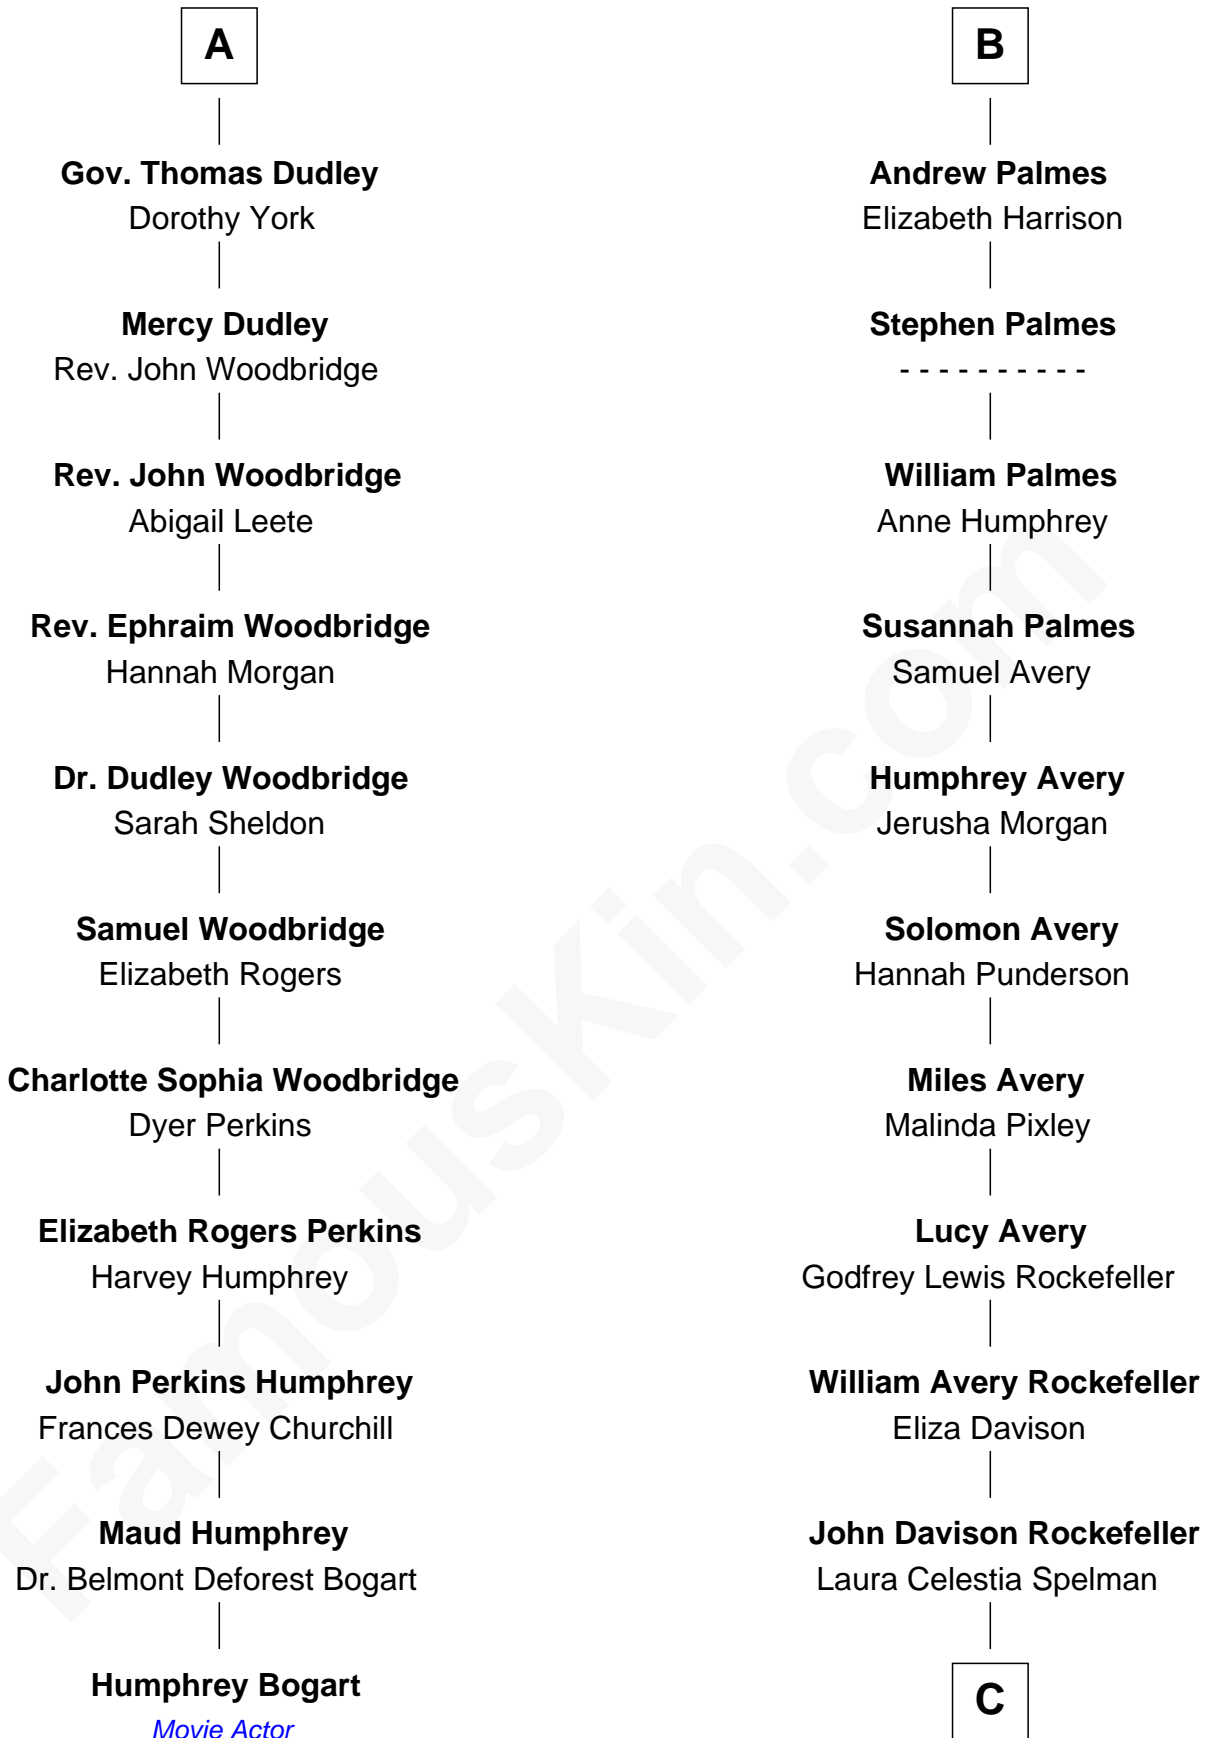 A
Gov. Thomas Dudley
Dorothy York
Mercy Dudley
Rev. John Woodbridge
Rev. John Woodbridge
Abigail Leete
Rev. Ephraim Woodbridge
Hannah Morgan
Dr. Dudley Woodbridge
Sarah Sheldon
Samuel Woodbridge
Elizabeth Rogers
Charlotte Sophia Woodbridge
Dyer Perkins
Elizabeth Rogers Perkins
Harvey Humphrey
John Perkins Humphrey
Frances Dewey Churchill
Maud Humphrey
Dr. Belmont Deforest Bogart
Humphrey Bogart
Movie Actor
B
Andrew Palmes
Elizabeth Harrison
Stephen Palmes
- - - - - - - - - -
William Palmes
Anne Humphrey
Susannah Palmes
Samuel Avery
Humphrey Avery
Jerusha Morgan
Solomon Avery
Hannah Punderson
Miles Avery
Malinda Pixley
Lucy Avery
Godfrey Lewis Rockefeller
William Avery Rockefeller
Eliza Davison
John Davison Rockefeller
Laura Celestia Spelman
C
FamousKin.com